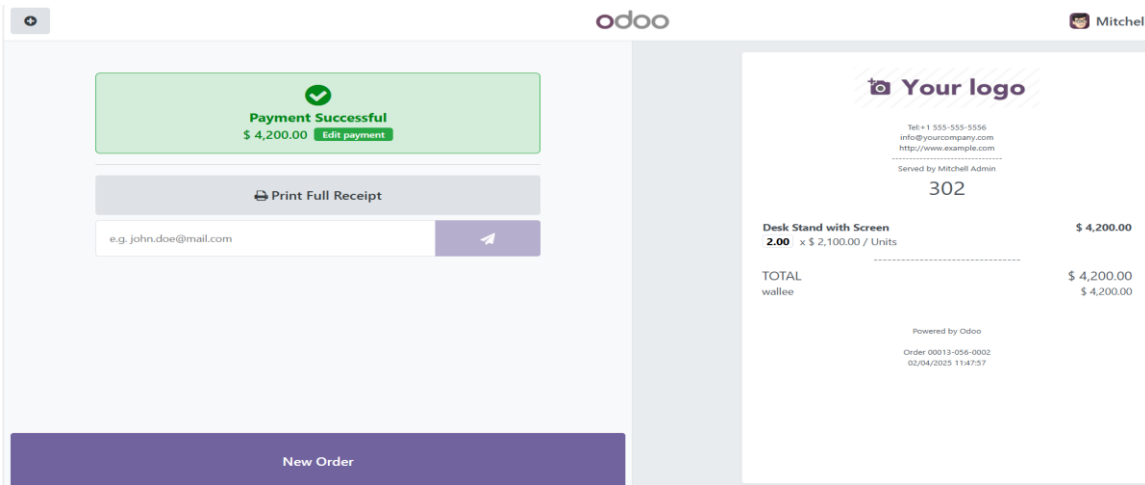 odoo
Mitchel
Payment Successful
$ 4,200.00 Edit payment
Print Full Receipt
e.g. john.doe@mail.com
New Order
Your logo
Tel:+1 555-555-5556
info@yourcompany.com
http://www.example.com
--------------------------------
Served by Mitchell Admin
302
Desk Stand with Screen $ 4,200.00
2.00 x $ 2,100.00 / Units
--------------------------------
TOTAL $ 4,200.00
wallee $ 4,200.00
Powered by Odoo
Order 00013-056-0002
02/04/2025 11:47:57